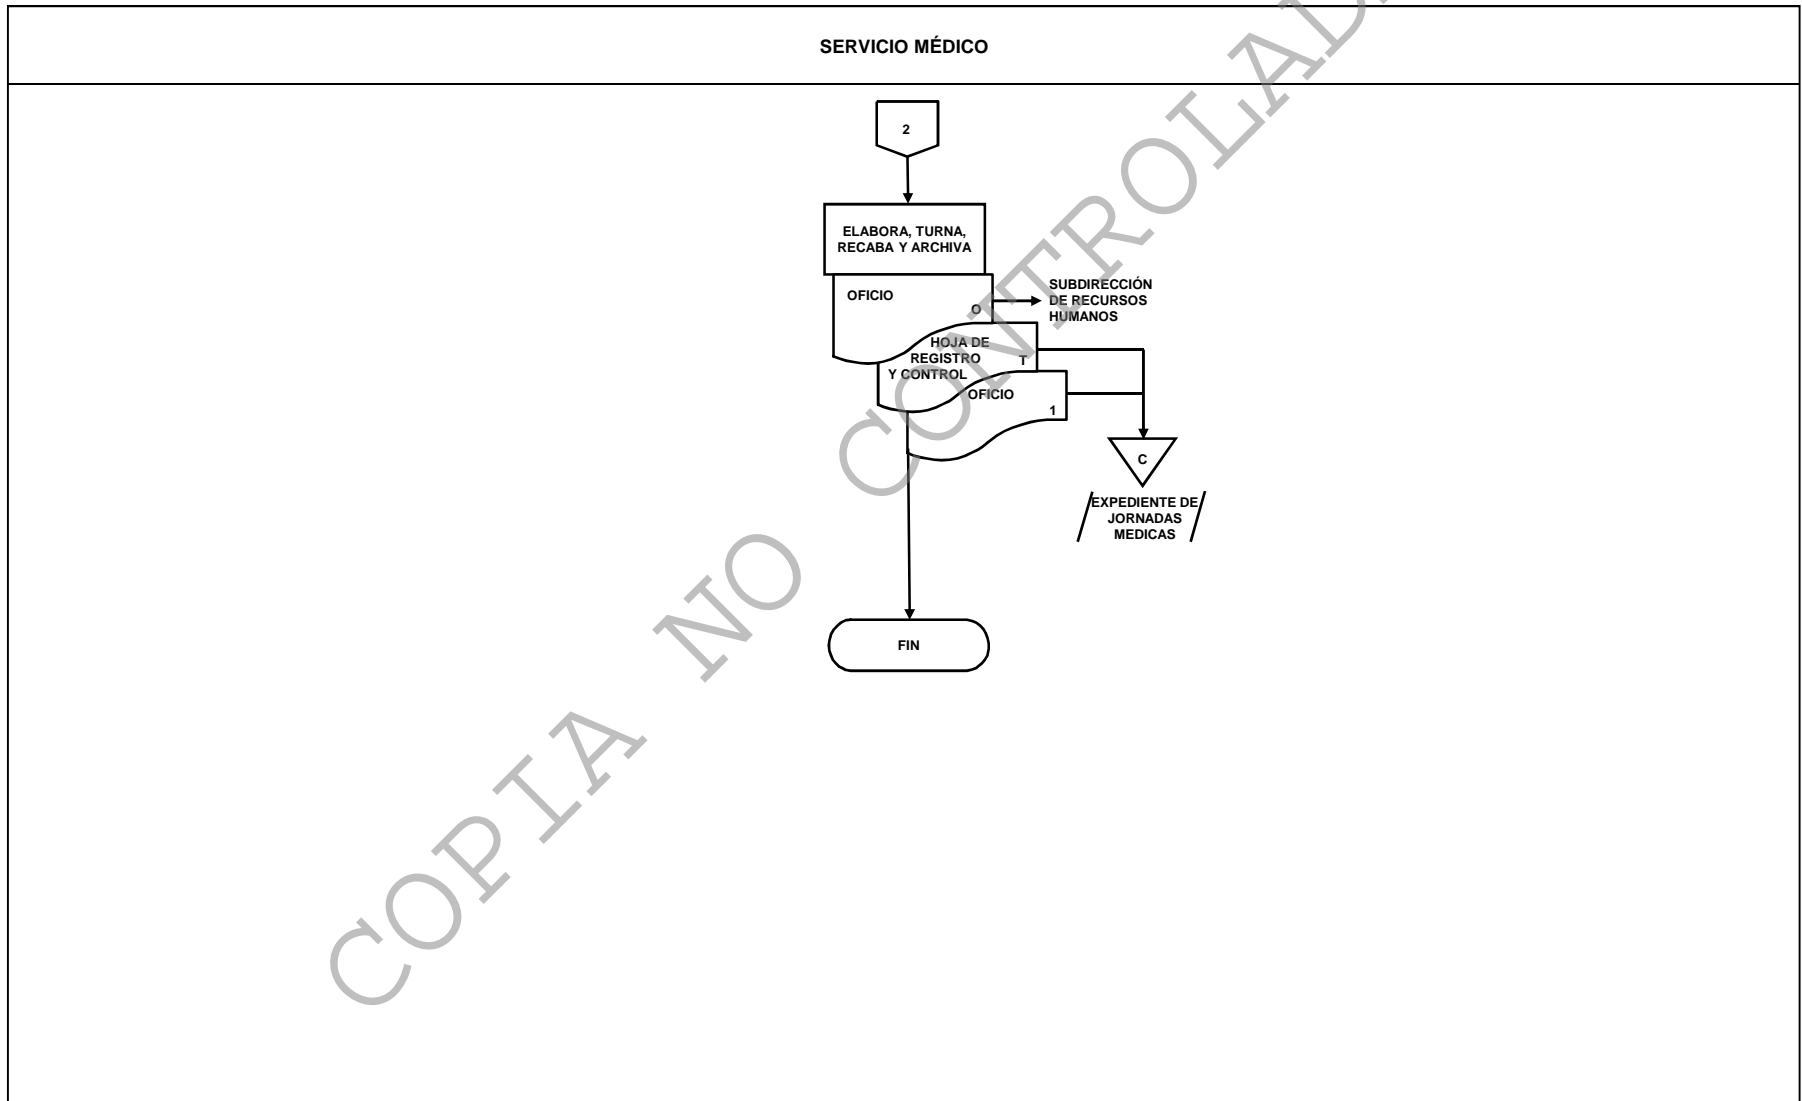 SERVICIO MÉDICO
2
ELABORA, TURNA,
RECABA Y ARCHIVA
OFICIO
O
SUBDIRECCIÓN
DE RECURSOS
HUMANOS
HOJA DE
REGISTRO
Y CONTROL
T
OFICIO
1
C
EXPEDIENTE DE
JORNADAS
MEDICAS
FIN
COPIA NO CONTROLAD